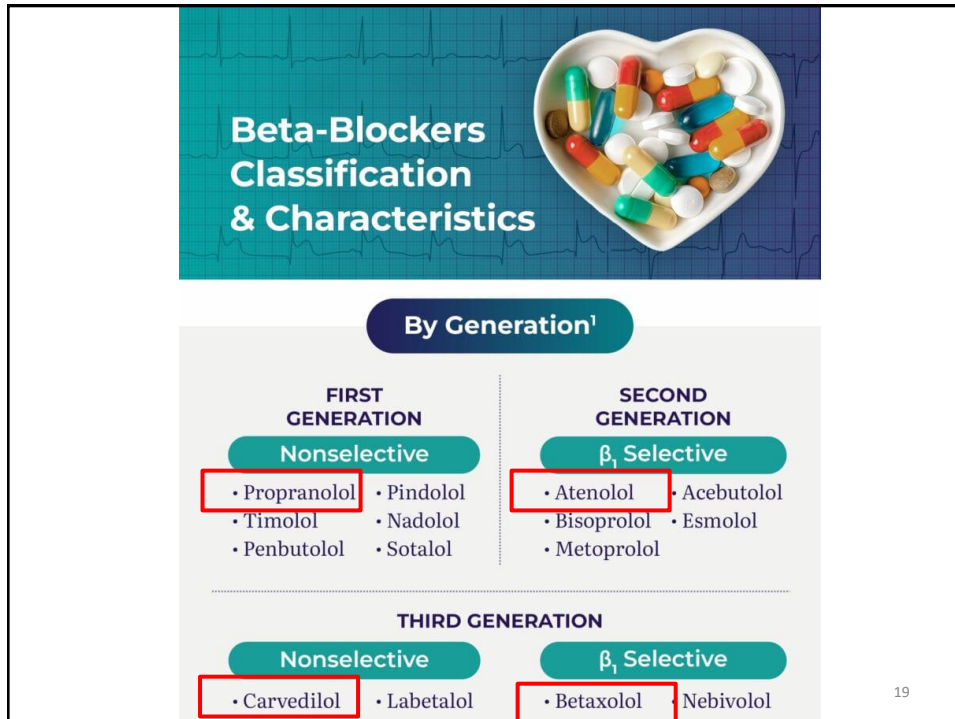 Beta-Blockers
Classification
& Characteristics
By Generation¹
FIRST
GENERATION
Nonselective
• Propranolol
• Timolol
• Penbutolol
• Pindolol
• Nadolol
• Sotalol
SECOND
GENERATION
β₁ Selective
• Atenolol
• Bisoprolol
• Metoprolol
• Acebutolol
• Esmolol
THIRD GENERATION
Nonselective
• Carvedilol
• Labetalol
β₁ Selective
• Betaxolol
• Nebivolol
19